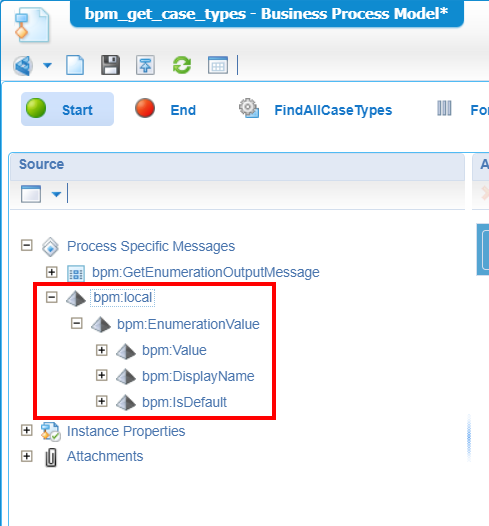 bpm_get_case_types - Business Process Model*
Start End FindAllCaseTypes For
Source A
Process Specific Messages
bpm:GetEnumerationOutputMessage
bpm:local
bpm:EnumerationValue
bpm:Value
bpm:DisplayName
bpm:IsDefault
Instance Properties
Attachments